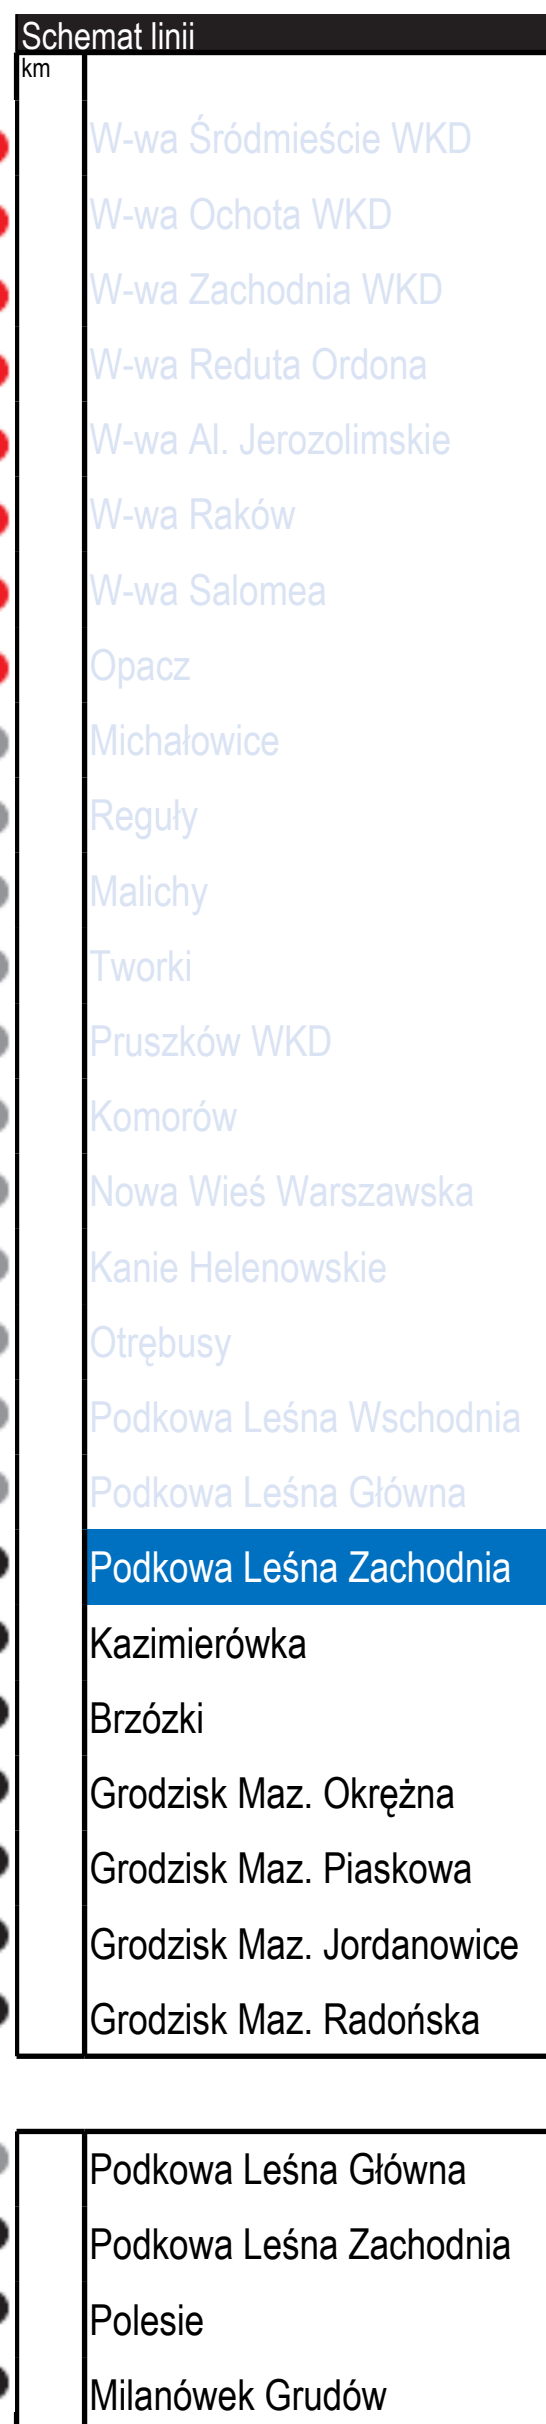 Schemat linii
km
W-wa Śródmieście WKD
W-wa Ochota WKD
W-wa Zachodnia WKD
W-wa Reduta Ordona
W-wa Al. Jerozolimskie
W-wa Raków
W-wa Salomea
Opacz
Michałowice
Reguły
Malichy
Tworki
Pruszków WKD
Komorów
Nowa Wieś Warszawska
Kanie Helenowskie
Otrębusy
Podkowa Leśna Wschodnia
Podkowa Leśna Główna
Podkowa Leśna Zachodnia
Kazimierówka
Brzózki
Grodzisk Maz. Okrężna
Grodzisk Maz. Piaskowa
Grodzisk Maz. Jordanowice
Grodzisk Maz. Radońska
Podkowa Leśna Główna
Podkowa Leśna Zachodnia
Polesie
Milanówek Grudów